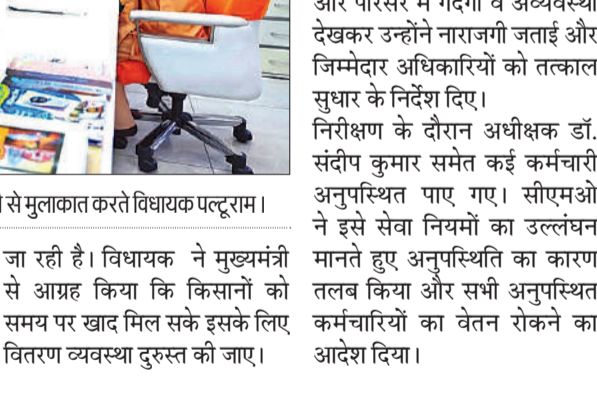 से मुलाकात करते विधायक पल्टूराम।
जा रही है। विधायक ने मुख्यमंत्री
से आग्रह किया कि किसानों को
समय पर खाद मिल सके इसके लिए
वितरण व्यवस्था दुरुस्त की जाए।
और परिसर में गंदगी व अव्यवस्था
देखकर उन्होंने नाराजगी जताई और
जिम्मेदार अधिकारियों को तत्काल
सुधार के निर्देश दिए।
निरीक्षण के दौरान अधीक्षक डॉ.
संदीप कुमार समेत कई कर्मचारी
अनुपस्थित पाए गए। सीएमओ
ने इसे सेवा नियमों का उल्लंघन
मानते हुए अनुपस्थिति का कारण
तलब किया और सभी अनुपस्थित
कर्मचारियों का वेतन रोकने का
आदेश दिया।